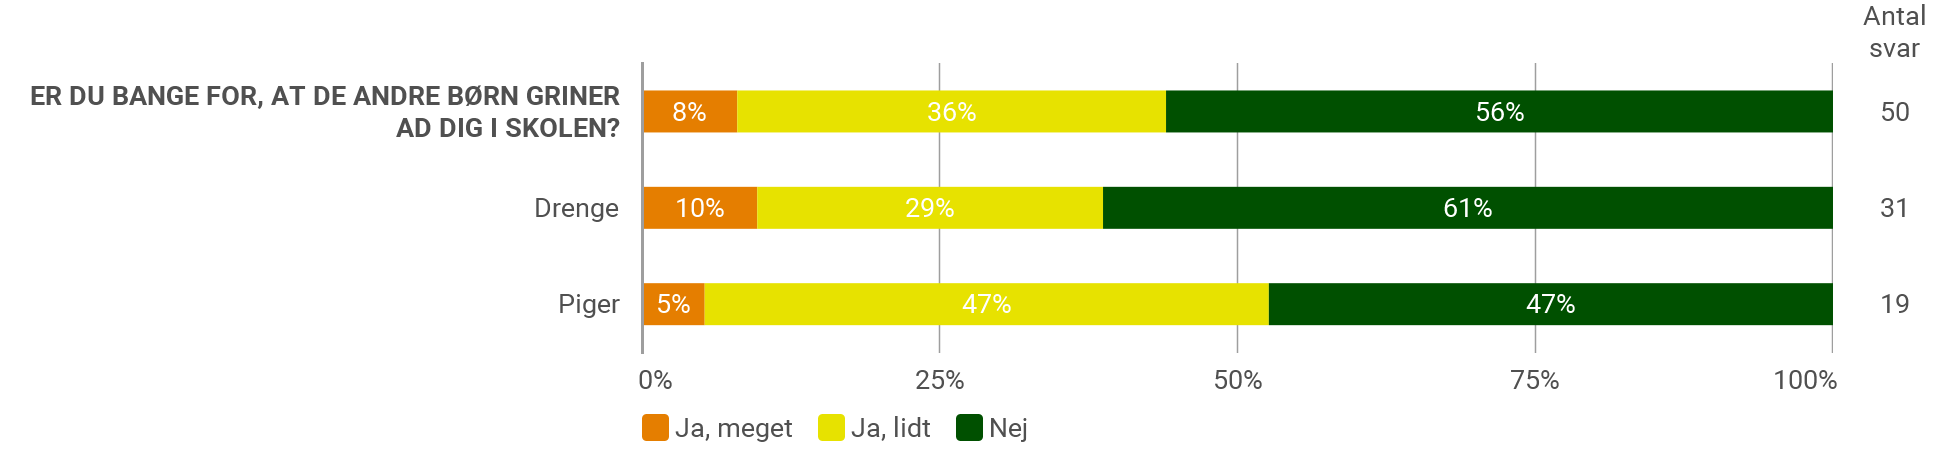 Antal
svar
ER DU BANGE FOR, AT DE ANDRE BØRN GRINER
AD DIG I SKOLEN?
8% 36% 56% 50
Drenge 10% 29% 61% 31
Piger 5% 47% 47% 19
0% 25% 50% 75% 100%
Ja, meget Ja, lidt Nej